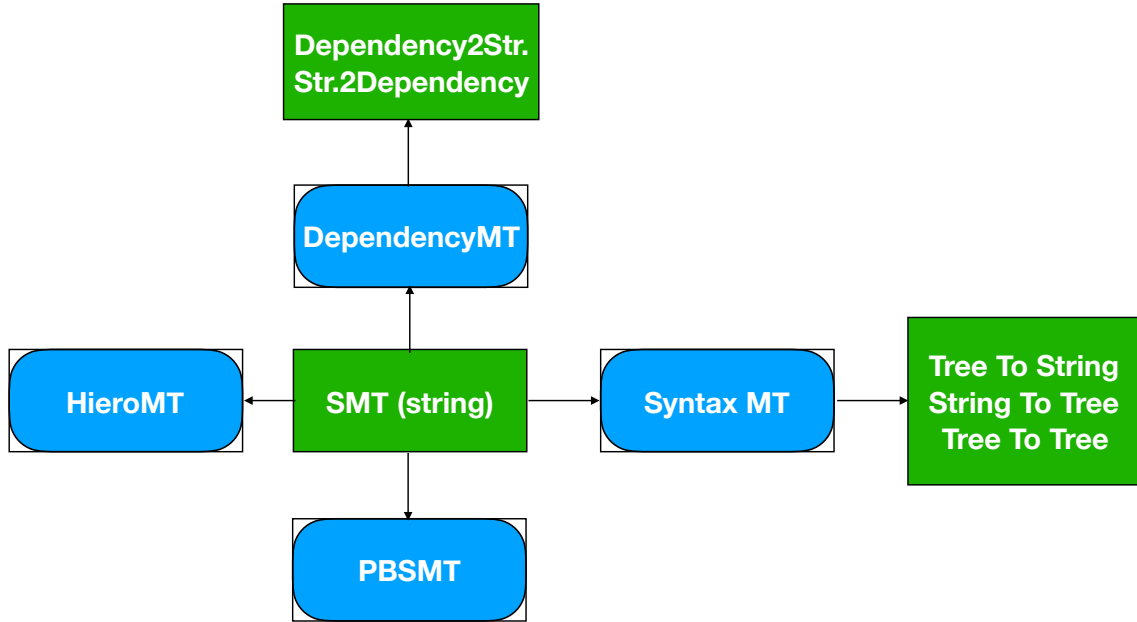 Dependency2Str.
Str.2Dependency
DependencyMT
HieroMT
SMT (string)
Syntax MT
Tree To String
String To Tree
Tree To Tree
PBSMT